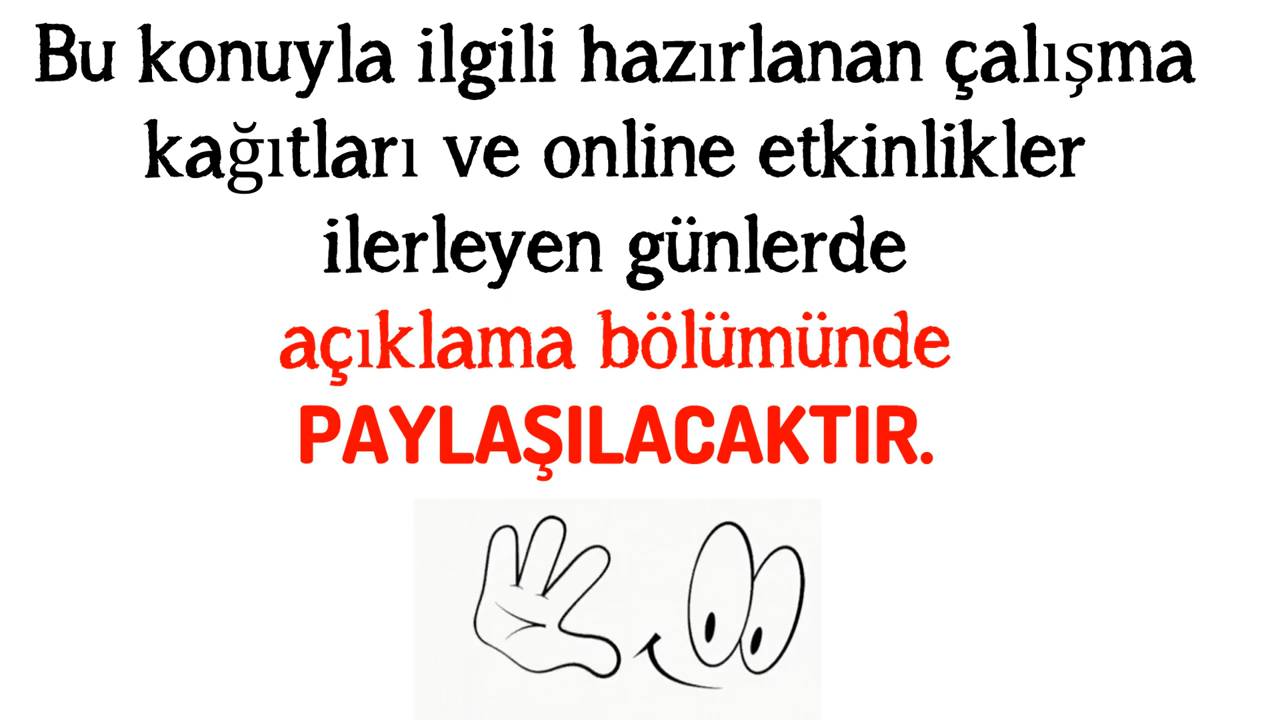 Bu konuyla ilgili hazırlanan çalışma
kağıtları ve online etkinlikler
ilerleyen günlerde
açıklama bölümünde
PAYLAŞILACAKTIR.